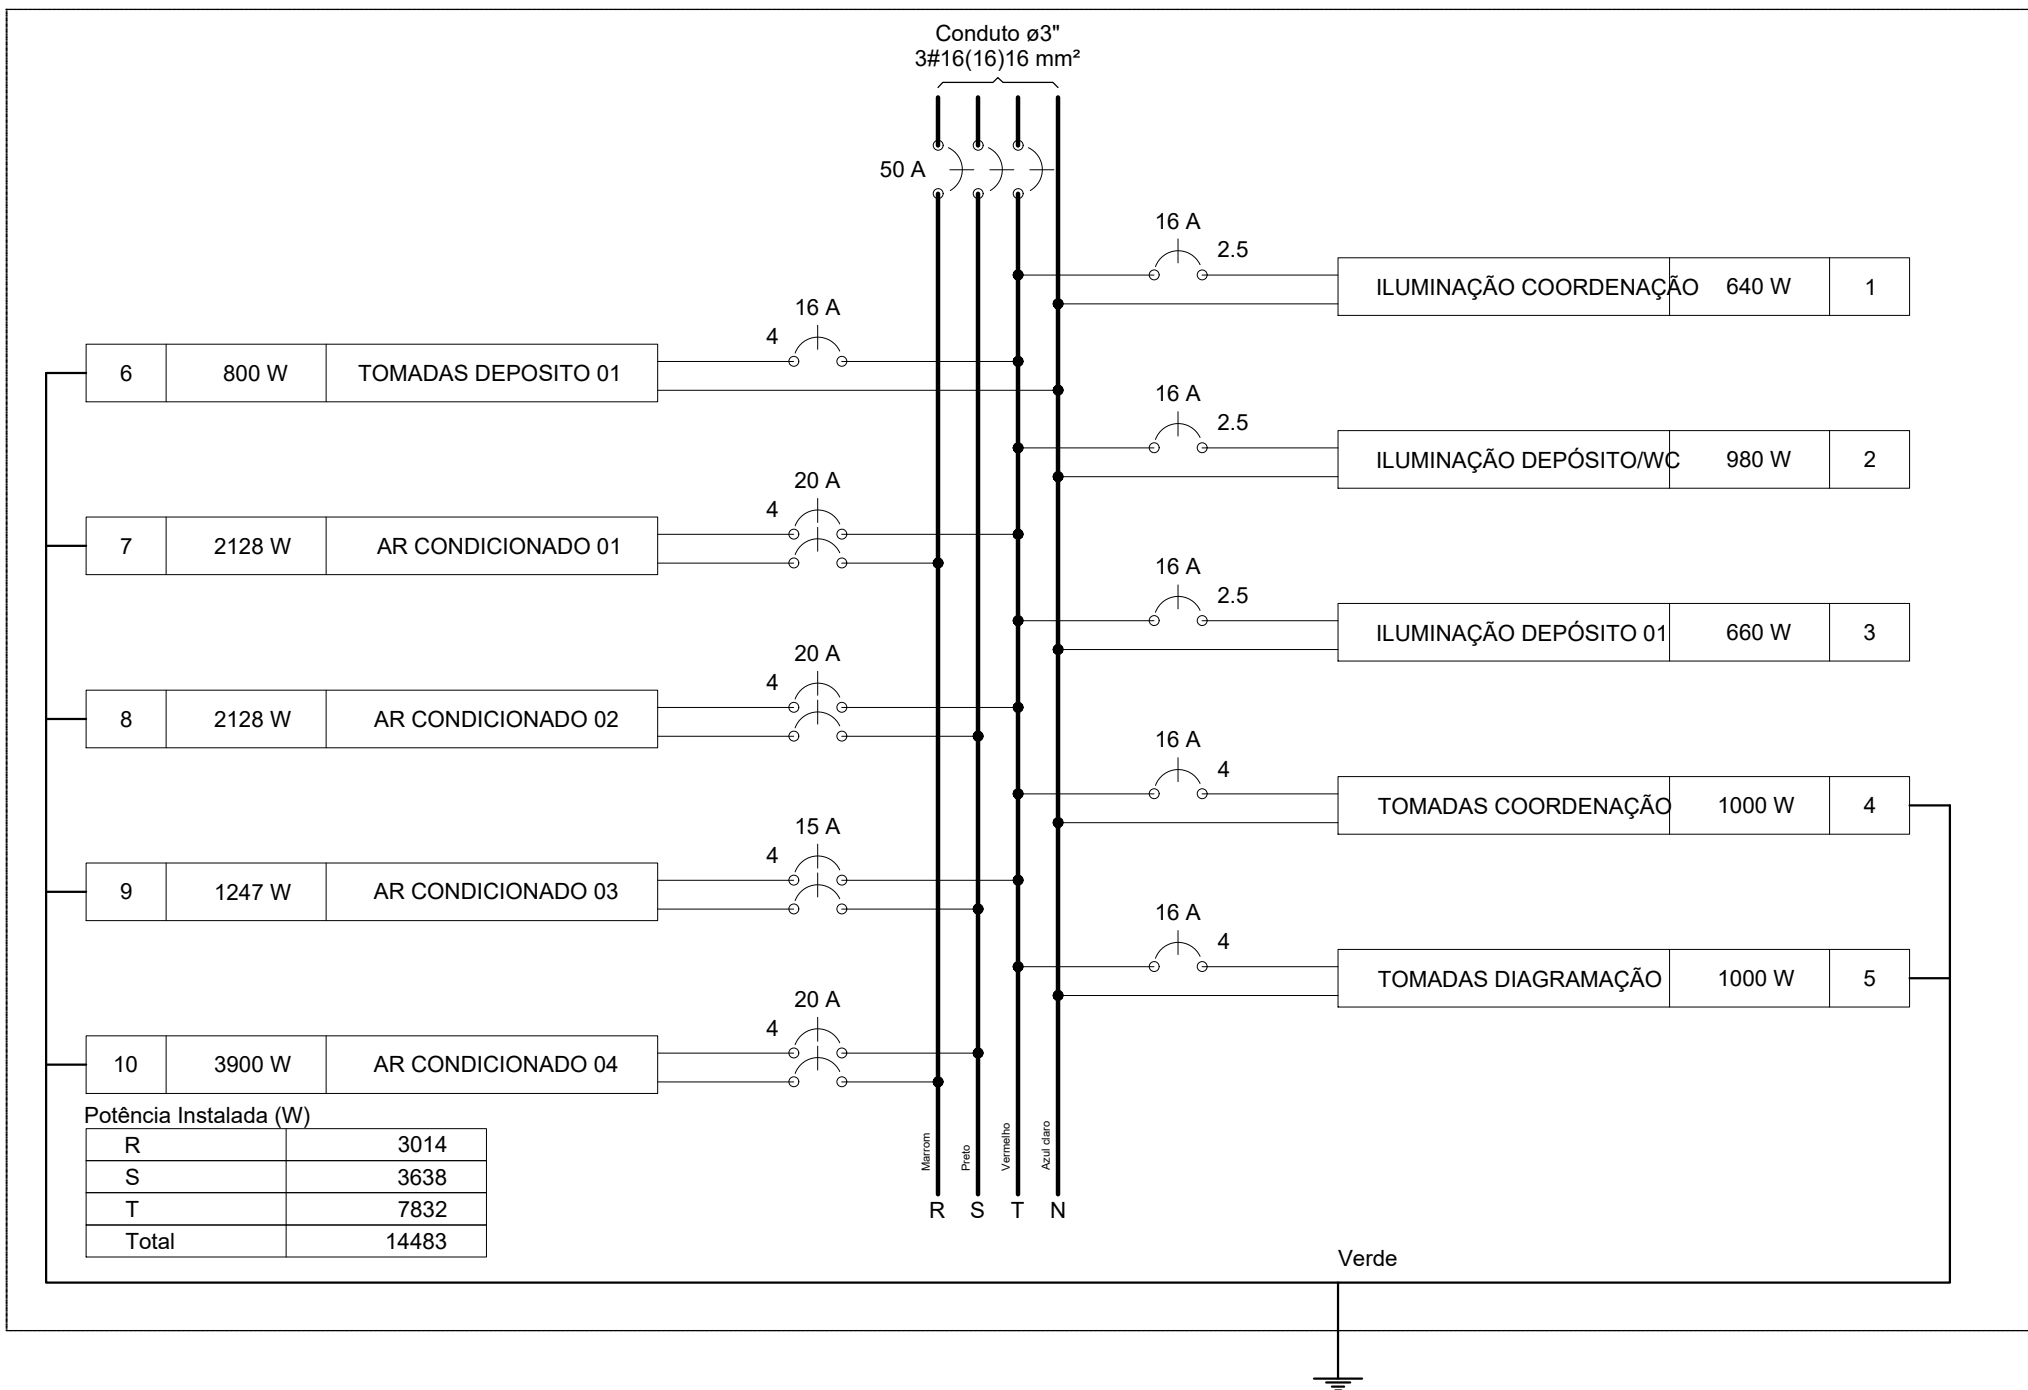 Conduto ø3"
3#16(16)16 mm²
50 A
16 A
2.5
ILUMINAÇÃO COORDENAÇÃO 640 W 1
16 A
4
6 800 W TOMADAS DEPOSITO 01
16 A
2.5
ILUMINAÇÃO DEPÓSITO/WC 980 W 2
20 A
4
7 2128 W AR CONDICIONADO 01
16 A
2.5
ILUMINAÇÃO DEPÓSITO 01 660 W 3
20 A
4
8 2128 W AR CONDICIONADO 02
16 A
4
TOMADAS COORDENAÇÃO 1000 W 4
15 A
4
9 1247 W AR CONDICIONADO 03
16 A
4
TOMADAS DIAGRAMAÇÃO 1000 W 5
20 A
4
10 3900 W AR CONDICIONADO 04
Potência Instalada (W)
R 3014
S 3638
T 7832
Total 14483
Marrom
Preto
Vermelho
Azul claro
R S T N
Verde